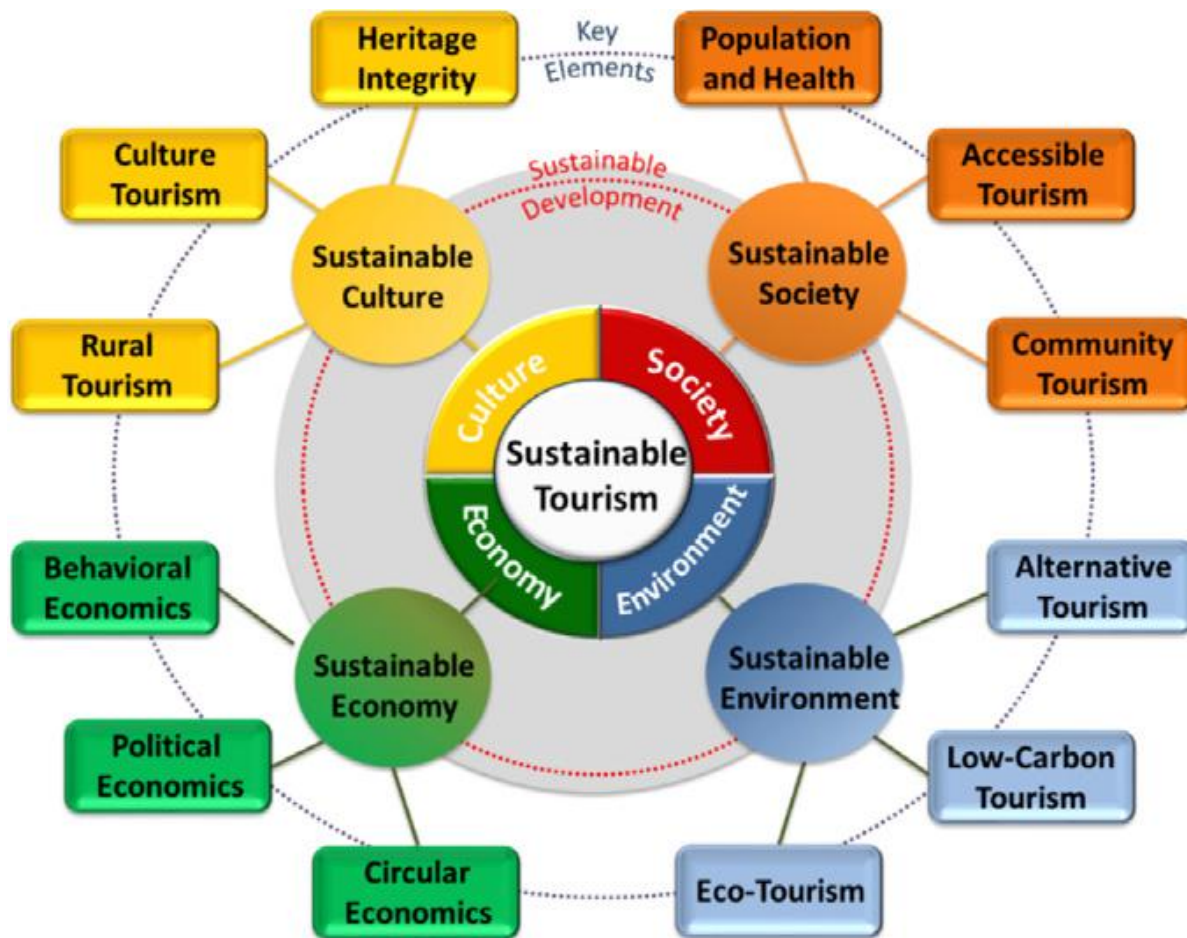 Key
Elements
Heritage
Integrity
Population
and Health
Culture
Tourism
Accessible
Tourism
Sustainable
Development
Sustainable
Culture
Sustainable
Society
Rural
Tourism
Community
Tourism
Culture
Society
Sustainable
Tourism
Economy
Environment
Behavioral
Economics
Alternative
Tourism
Sustainable
Economy
Sustainable
Environment
Political
Economics
Low-Carbon
Tourism
Circular
Economics
Eco-Tourism